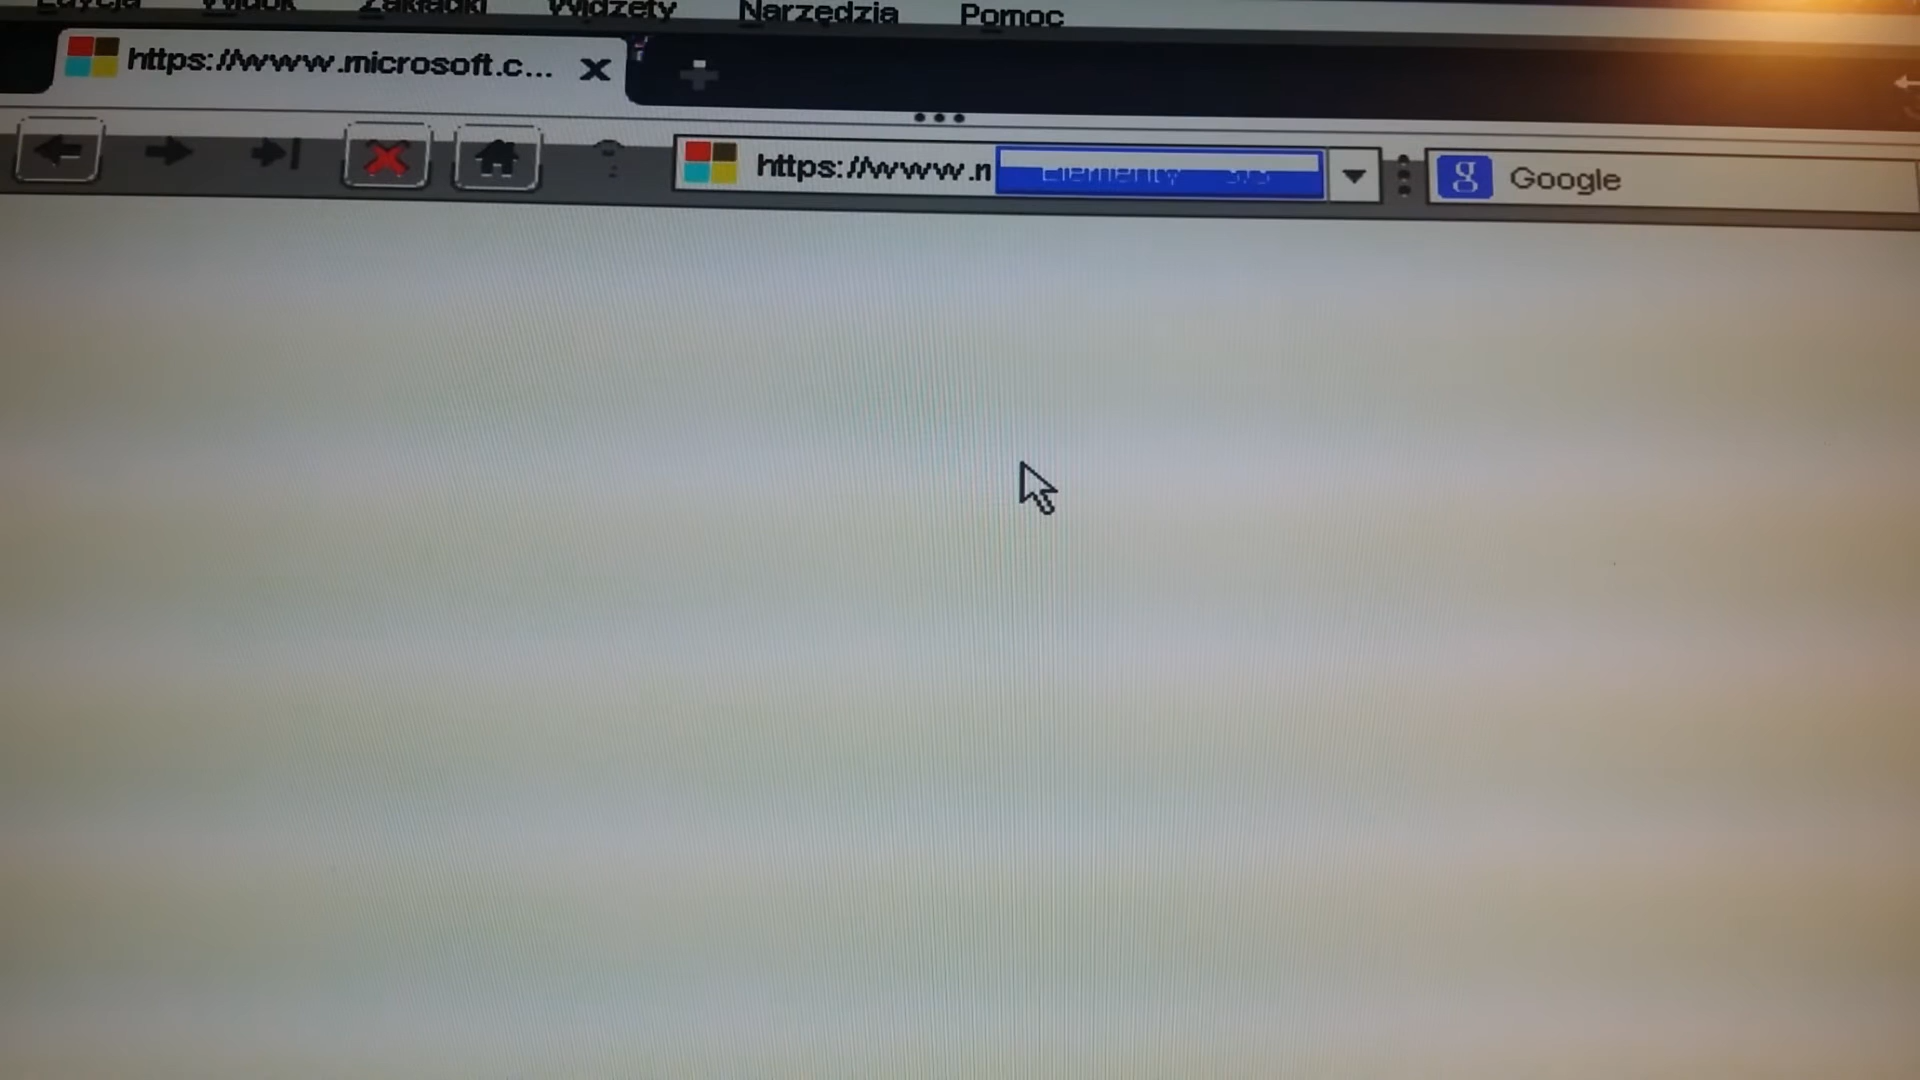 Edycja Widok Zakładki Widżety Narzędzia Pomoc
https://www.microsoft.c...
https://www.n Elementy
g Google